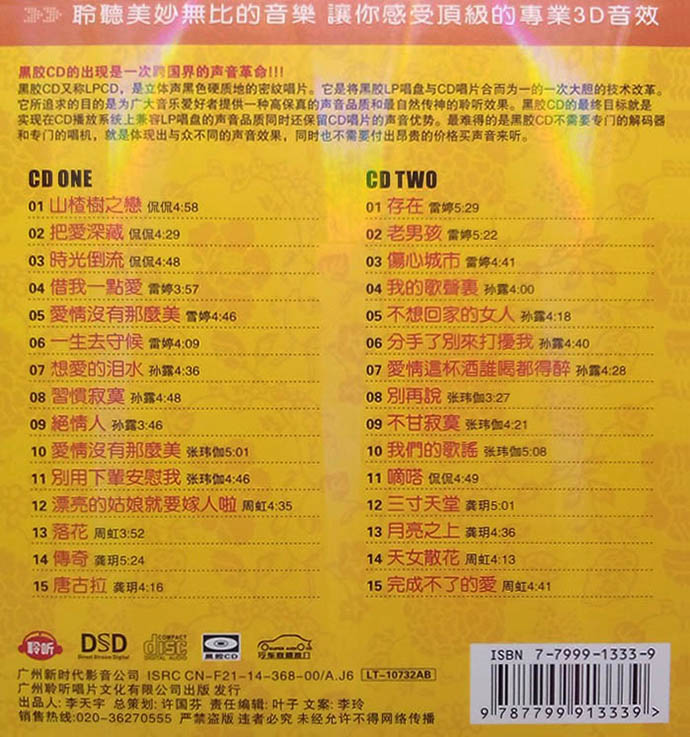 聆聽美妙無比的音樂 讓你感受頂級的專業3D音效
黑胶CD的出现是一次跨国界的声音革命!!!
黑胶CD又称LPCD，是立体声黑色硬质地的密纹唱片。它是将黑胶LP唱盘与CD唱片合而为一的一次大胆的技术改革。
它所追求的目的是为广大音乐爱好者提供一种高保真的声音品质和最自然传神的聆听效果。黑胶CD的最终目标就是
实现在CD播放系统上兼容LP唱盘的声音品质同时还保留CD唱片的声音优势。最难得的是黑胶CD不需要专门的解码器
和专门的唱机，就是体现出与众不同的声音效果，同时也不需要付出昂贵的价格买声音来听。
CD ONE
01 山楂樹之戀 侃侃4:58
02 把愛深藏 侃侃4:29
03 時光倒流 侃侃4:48
04 借我一點愛 雷婷3:57
05 愛情沒有那麼美 雪婷4:46
06 一生去守候 雷婷4:09
07 想愛的泪水 孙露4:36
08 習慣寂寞 孙露4:48
09 絕情人 孙露3:46
10 愛情沒有那麼美 张玮伽5:01
11 別用下輩安慰我 张玮伽4:46
12 漂亮的姑娘就要嫁人啦 周虹4:35
13 落花 周虹3:52
14 傳奇 龚玥5:24
15 唐古拉 龚玥4:16
CD TWO
01 存在 雷婷5:29
02 老男孩 雷婷5:22
03 傷心城市 雷婷4:41
04 我的歌聲裏 孙露4:00
05 不想回家的女人 孙露4:18
06 分手了別來打擾我 孙露4:40
07 愛情這杯酒誰喝都得醉 孙露4:28
08 別再說 张玮伽3:27
09 不甘寂寞 张玮伽4:21
10 我們的歌謠 张玮伽5:08
11 嘀嗒 侃侃4:49
12 三寸天堂 龚玥5:01
13 月亮之上 龚玥4:36
14 天女散花 周虹4:13
15 完成不了的愛 周虹4:41
聆听
DSD
Direct Stream Digital
COMPACT
disc
DIGITAL AUDIO
黑胶CD
SUPER AUDIO CD
汽车联盟推荐
广州新时代影音公司 ISRC CN-F21-14-368-00/A.J6 LT-10732AB
广州聆听唱片文化有限公司出版 发行
出品人: 李天字 总策划: 许国芬 责任编辑: 叶子 文案: 李玲
销售热线:020-36270555 严禁盗版 违者必究 未经允许不得网络传播
ISBN 7-7999-1333-9
9 787799 913339